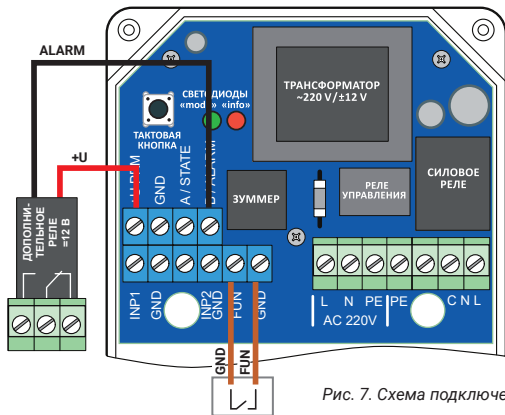 ALARM
ТРАНСФОРМАТОР
~220 V / ±12 V
СВЕТОДИОДЫ
«mode» «info»
ТАКТОВАЯ
КНОПКА
+U
GND
A / STATE
B / ALARM
ЗУММЕР
РЕЛЕ
УПРАВЛЕНИЯ
СИЛОВОЕ
РЕЛЕ
ДОПОЛНИ-
ТЕЛЬНОЕ
РЕЛЕ
=12 В
INP1
GND
INP2
GND
FUN
GND
L N PE PE C N L
AC 220V
GND
FUN
Рис. 7. Схема подключе